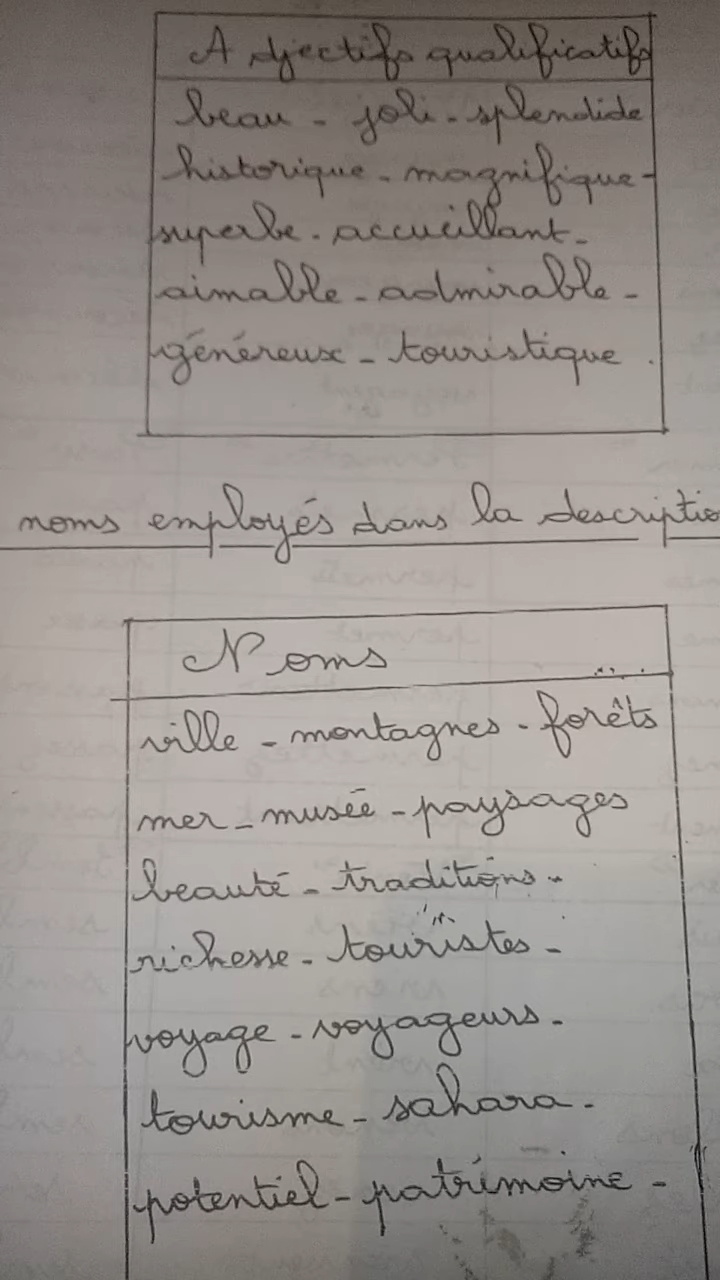 Adjectifs qualificatifs
beau - joli - splendide
historique - magnifique -
superbe - accueillant -
aimable - admirable -
généreux - touristique .
noms employés dans la descriptio
Noms
ville - montagnes - forêts
mer - musée - paysages
beauté - traditions -
richesse - touristes -
voyage - voyageurs -
tourisme - sahara -
potentiel - patrimoine -